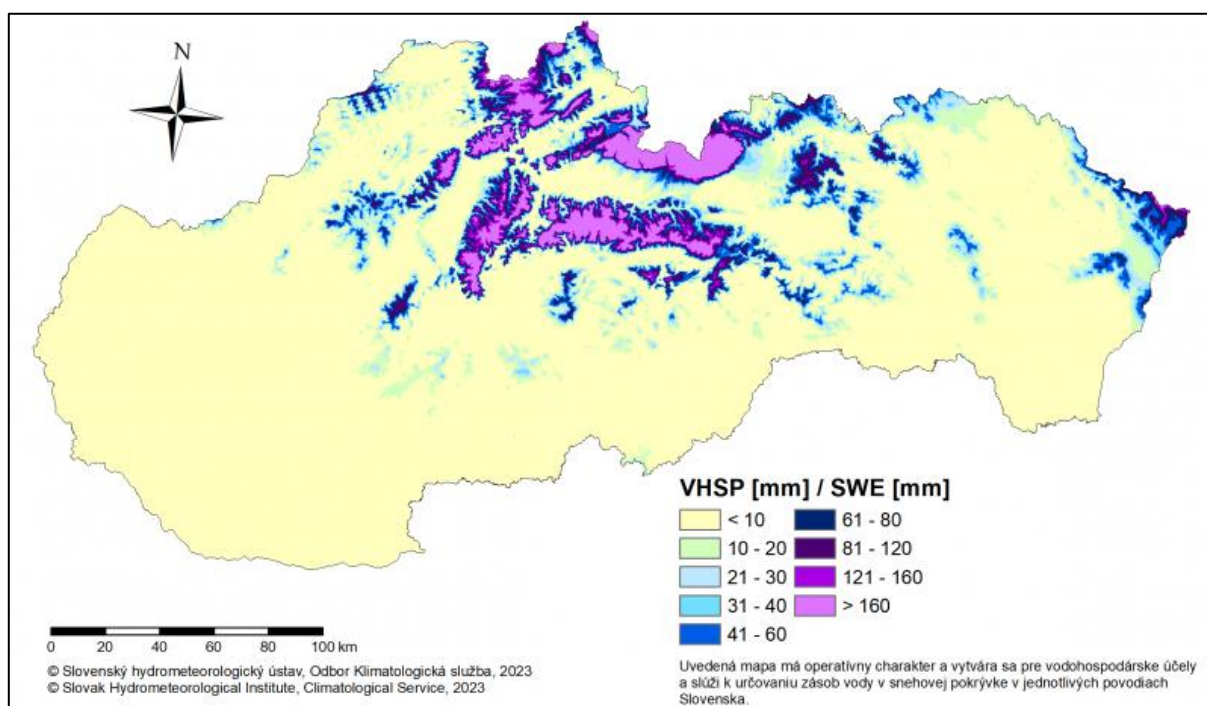 N
VHSP [mm] / SWE [mm]
< 10
10 - 20
21 - 30
31 - 40
41 - 60
61 - 80
81 - 120
121 - 160
> 160
0 20 40 60 80 100 km
© Slovenský hydrometeorologický ústav, Odbor Klimatologická služba, 2023
© Slovak Hydrometeorological Institute, Climatological Service, 2023
Uvedená mapa má operatívny charakter a vytvára sa pre vodohospodárske účely
a slúži k určovaniu zásob vody v snehovej pokrývke v jednotlivých povodiach
Slovenska.